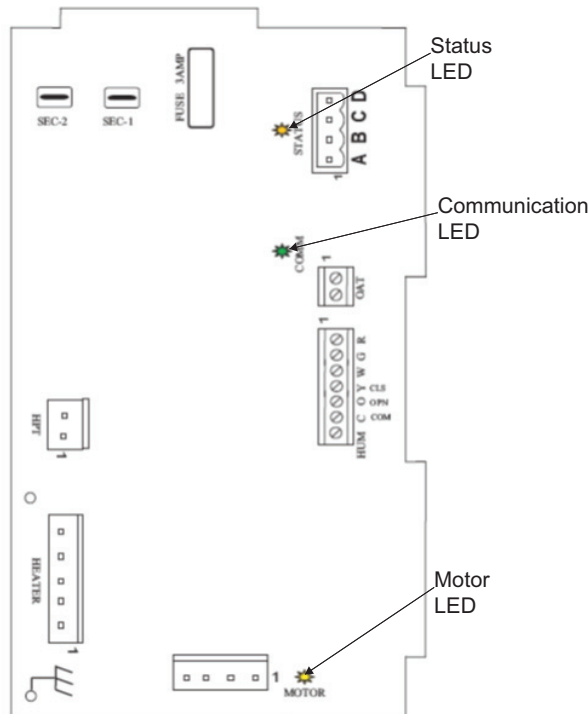 Status
LED
FUSE 3AMP
SEC-2
SEC-1
STATUS
A B C D
1
Communication
LED
COMM
1
OAT
1
HUM C O Y W G R
CLS
OPN
COM
HPT
1
HEATER
1
Motor
LED
1
MOTOR